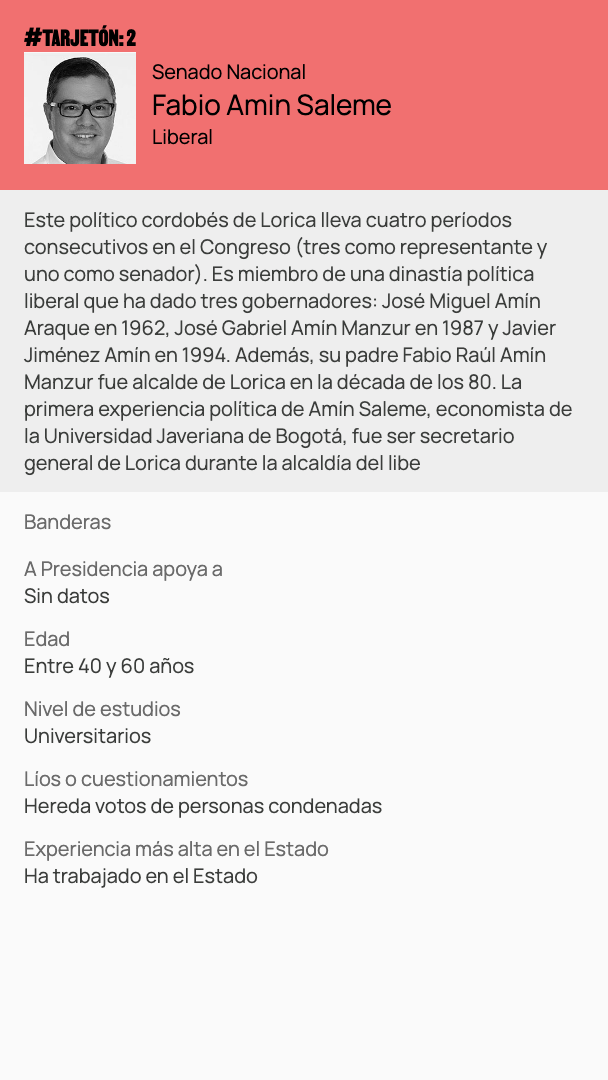 #TARJETÓN: 2
Senado Nacional
Fabio Amin Saleme
Liberal
Este político cordobés de Lorica lleva cuatro períodos
consecutivos en el Congreso (tres como representante y
uno como senador). Es miembro de una dinastía política
liberal que ha dado tres gobernadores: José Miguel Amín
Araque en 1962, José Gabriel Amín Manzur en 1987 y Javier
Jiménez Amín en 1994. Además, su padre Fabio Raúl Amín
Manzur fue alcalde de Lorica en la década de los 80. La
primera experiencia política de Amín Saleme, economista de
la Universidad Javeriana de Bogotá, fue ser secretario
general de Lorica durante la alcaldía del libe
Banderas
A Presidencia apoya a
Sin datos
Edad
Entre 40 y 60 años
Nivel de estudios
Universitarios
Líos o cuestionamientos
Hereda votos de personas condenadas
Experiencia más alta en el Estado
Ha trabajado en el Estado